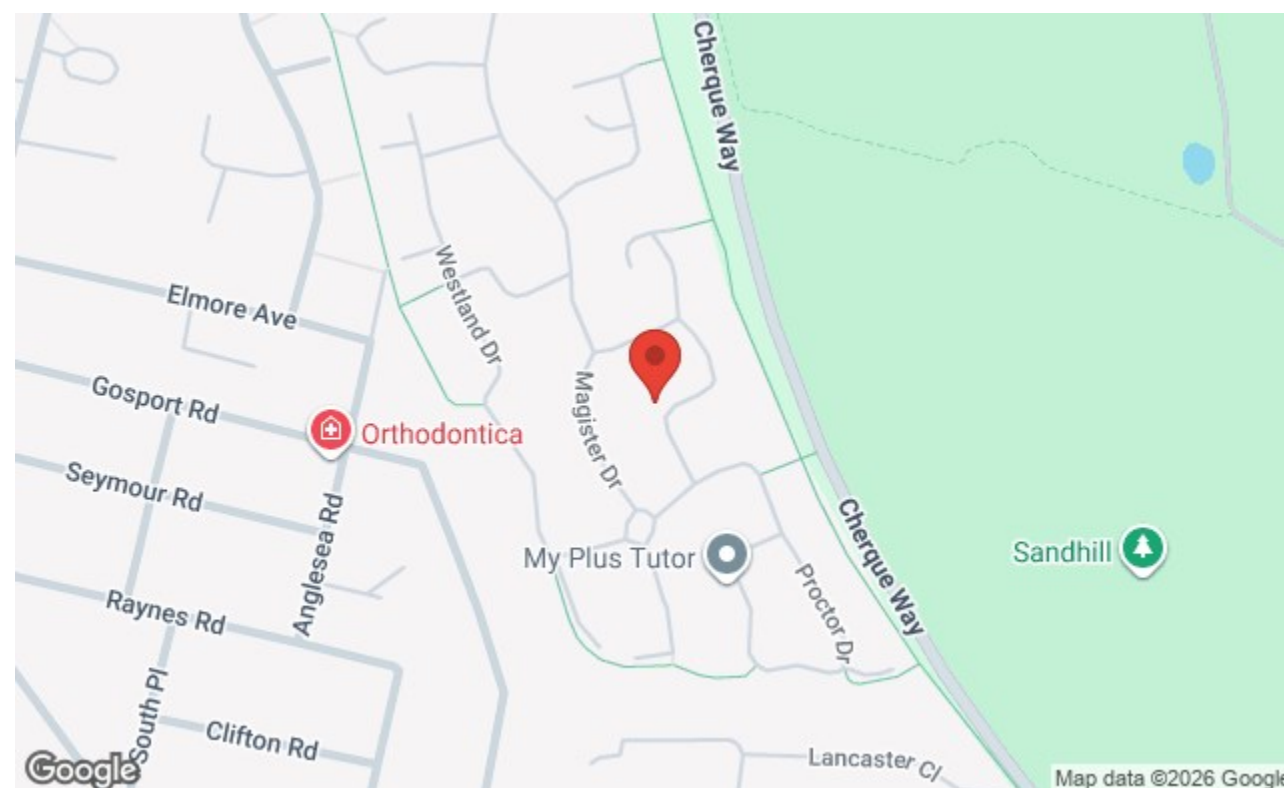 Cherque Way
Westland Dr
Elmore Ave
Gosport Rd
Orthodontica
Magister Dr
Seymour Rd
Anglesea Rd
Cherque Way
My Plus Tutor
Sandhill
Proctor Dr
Raynes Rd
South Pl
Clifton Rd
Lancaster Cl
Google
Map data ©2026 Google